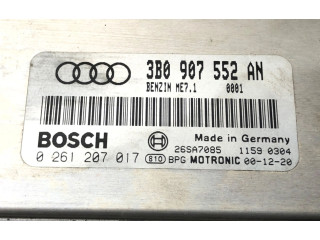 3B0 907 552 AN
BENZIN ME7.1 0001
BOSCH
Made in Germany
26SA7085 1159 0304
0 261 207 017 610 BPG MOTRONIC 00-12-20